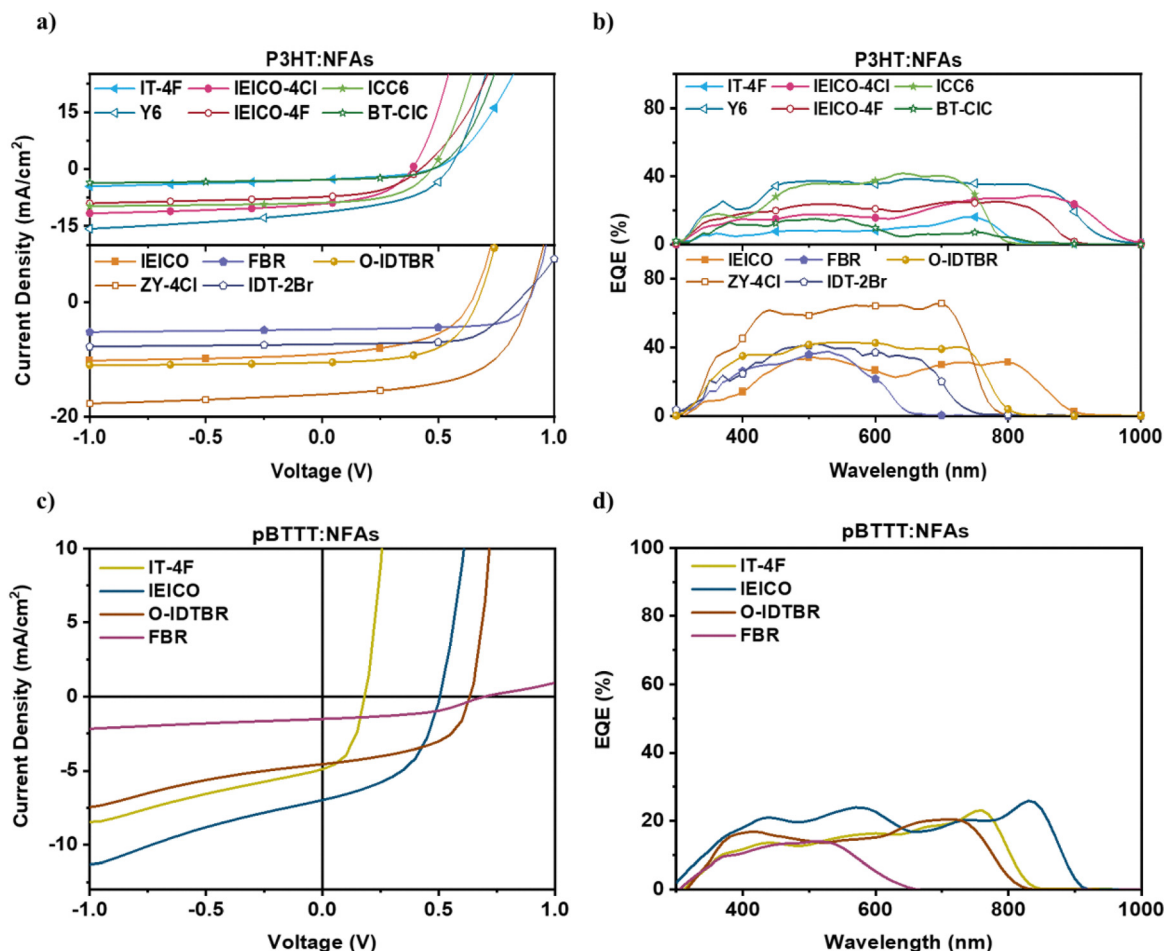 a)
P3HT:NFAs
IT-4F IEICO-4Cl ICC6
Y6 IEICO-4F BT-CIC
15
0
-15
IEICO FBR O-IDTBR
ZY-4Cl IDT-2Br
0
-20
Current Density (mA/cm²)
-1.0 -0.5 0.0 0.5 1.0
Voltage (V)
b)
P3HT:NFAs
IT-4F IEICO-4Cl ICC6
Y6 IEICO-4F BT-CIC
80
40
0
IEICO FBR O-IDTBR
ZY-4Cl IDT-2Br
80
40
0
EQE (%)
400 600 800 1000
Wavelength (nm)
c)
pBTTT:NFAs
IT-4F
IEICO
O-IDTBR
FBR
10
5
0
-5
-10
Current Density (mA/cm²)
-1.0 -0.5 0.0 0.5 1.0
Voltage (V)
d)
pBTTT:NFAs
IT-4F
IEICO
O-IDTBR
FBR
100
80
60
40
20
0
EQE (%)
400 600 800 1000
Wavelength (nm)